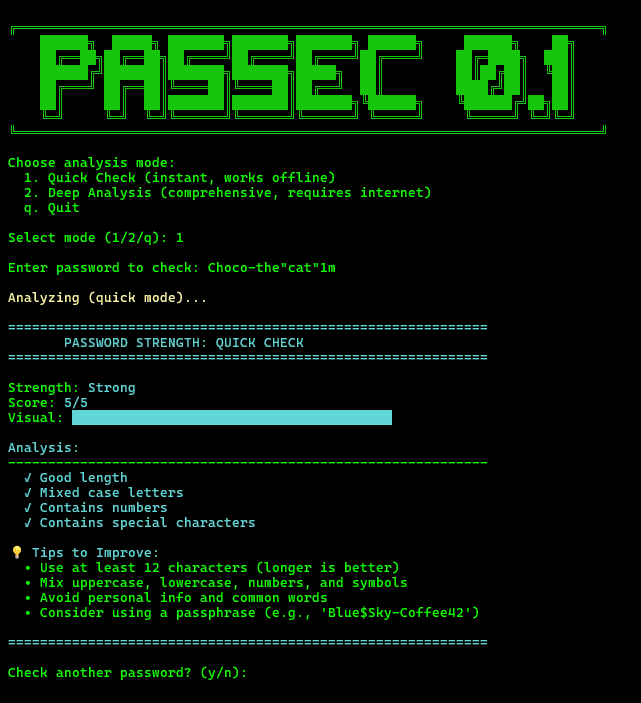 PASSEC 0.1
Choose analysis mode:
1. Quick Check (instant, works offline)
2. Deep Analysis (comprehensive, requires internet)
q. Quit
Select mode (1/2/q): 1
Enter password to check: Choco-the"cat"1m
Analyzing (quick mode)...
============================================================
PASSWORD STRENGTH: QUICK CHECK
============================================================
Strength: Strong
Score: 5/5
Visual:
Analysis:
------------------------------------------------------------
✓ Good length
✓ Mixed case letters
✓ Contains numbers
✓ Contains special characters
💡 Tips to Improve:
• Use at least 12 characters (longer is better)
• Mix uppercase, lowercase, numbers, and symbols
• Avoid personal info and common words
• Consider using a passphrase (e.g., 'Blue$Sky-Coffee42')
============================================================
Check another password? (y/n):